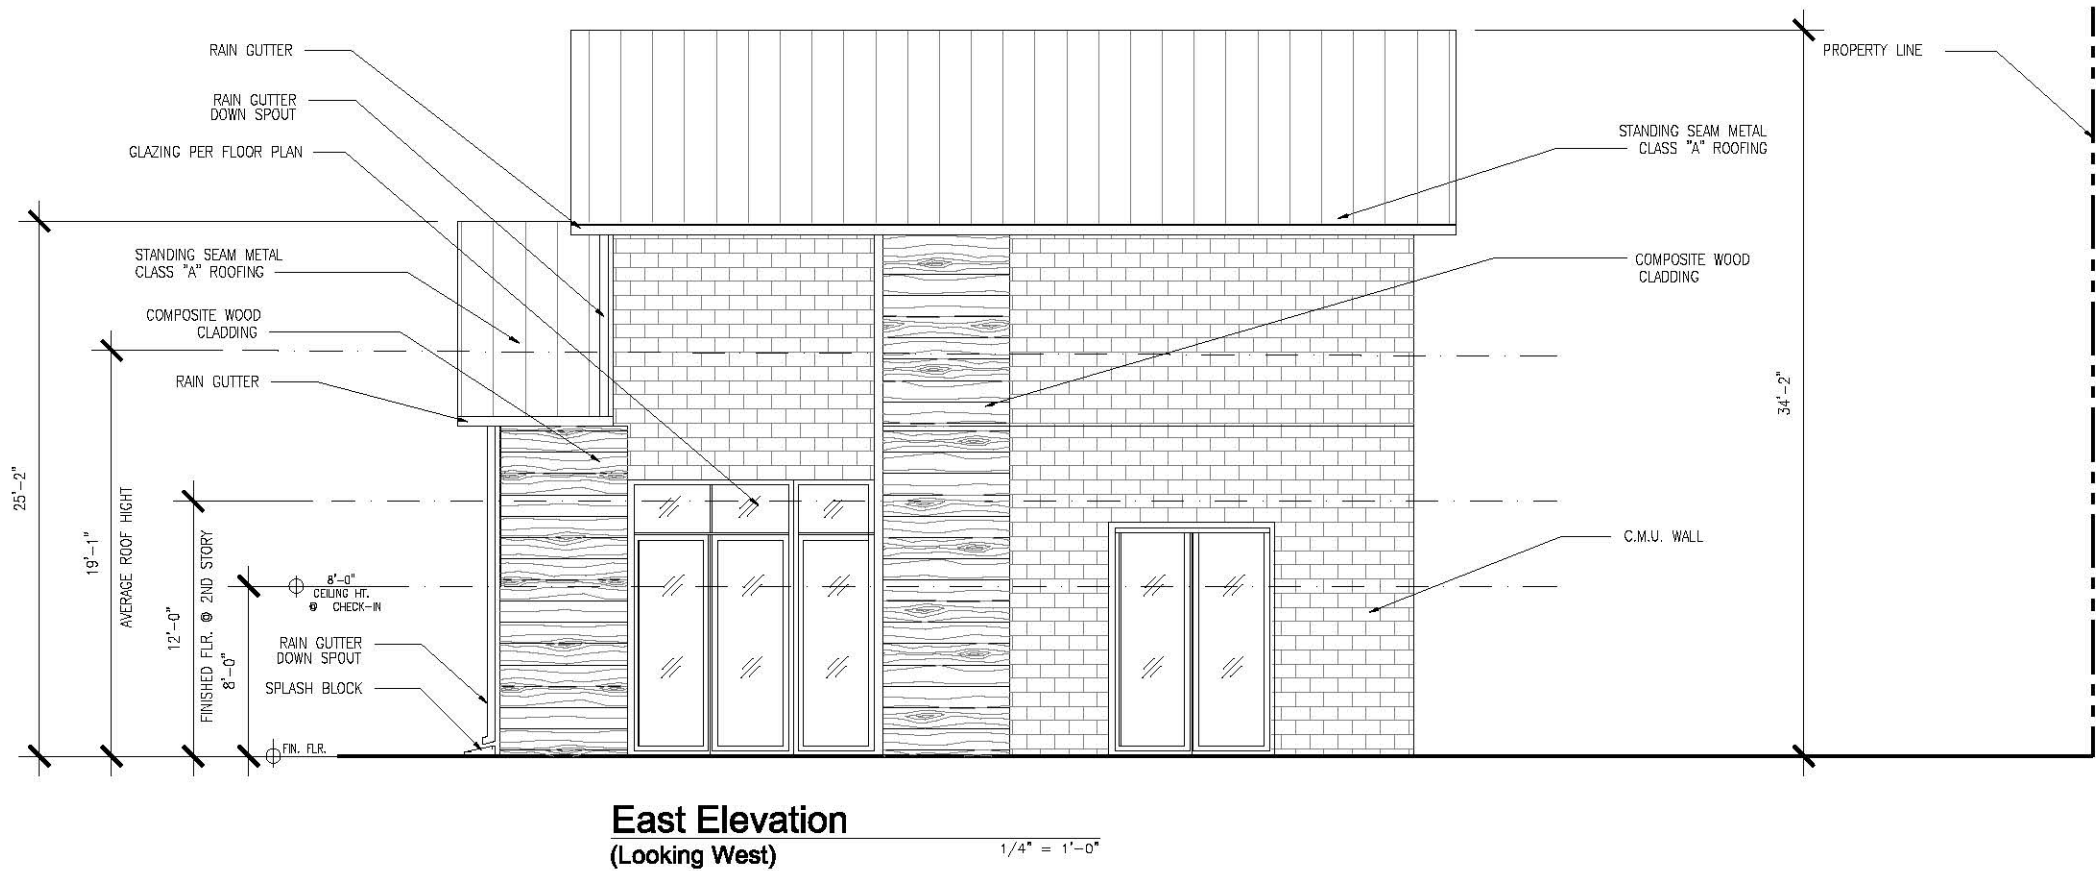 RAIN GUTTER
RAIN GUTTER
DOWN SPOUT
GLAZING PER FLOOR PLAN
STANDING SEAM METAL
CLASS "A" ROOFING
COMPOSITE WOOD
CLADDING
RAIN GUTTER
25'-2"
19'-1"
AVERAGE ROOF HIGHT
12'-0"
FINISHED FLR. @ 2ND STORY
8'-0"
8'-0"
CEILING HT.
@ CHECK-IN
RAIN GUTTER
DOWN SPOUT
SPLASH BLOCK
FIN. FLR.
PROPERTY LINE
STANDING SEAM METAL
CLASS "A" ROOFING
COMPOSITE WOOD
CLADDING
34'-2"
C.M.U. WALL
East Elevation
(Looking West)
1/4" = 1'-0"